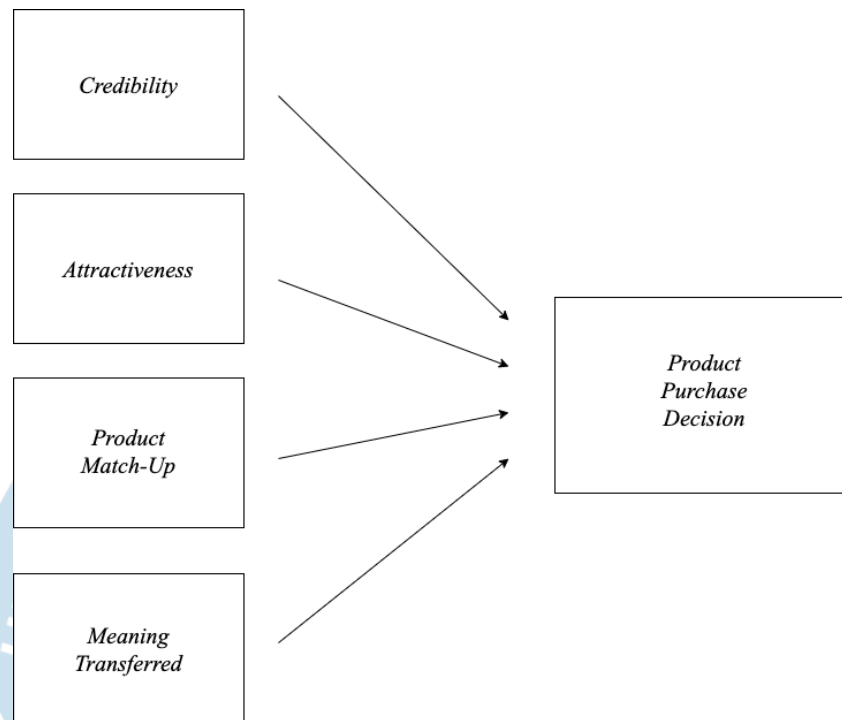 Credibility
Attractiveness
Product
Match-Up
Meaning
Transferred
Product
Purchase
Decision